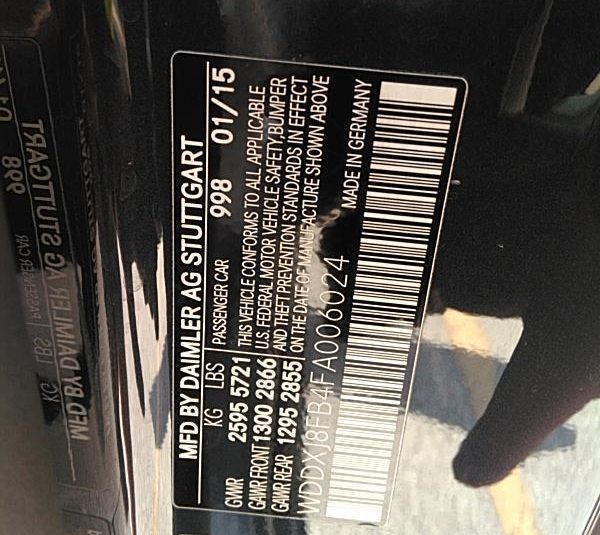 MFD BY DAIMLER AG STUTTGART
KG LBS PASSENGER CAR 998 01/15
GWR 2595 5721 THIS VEHICLE CONFORMS TO ALL APPLICABLE
GAWR FRONT 1300 2866 U.S. FEDERAL MOTOR VEHICLE SAFETY, BUMPER
GAWR REAR 1295 2855 AND THEFT PREVENTION STANDARDS IN EFFECT
ON THE DATE OF MANUFACTURE SHOWN ABOVE
WDDXJ8FB4FA006024 MADE IN GERMANY